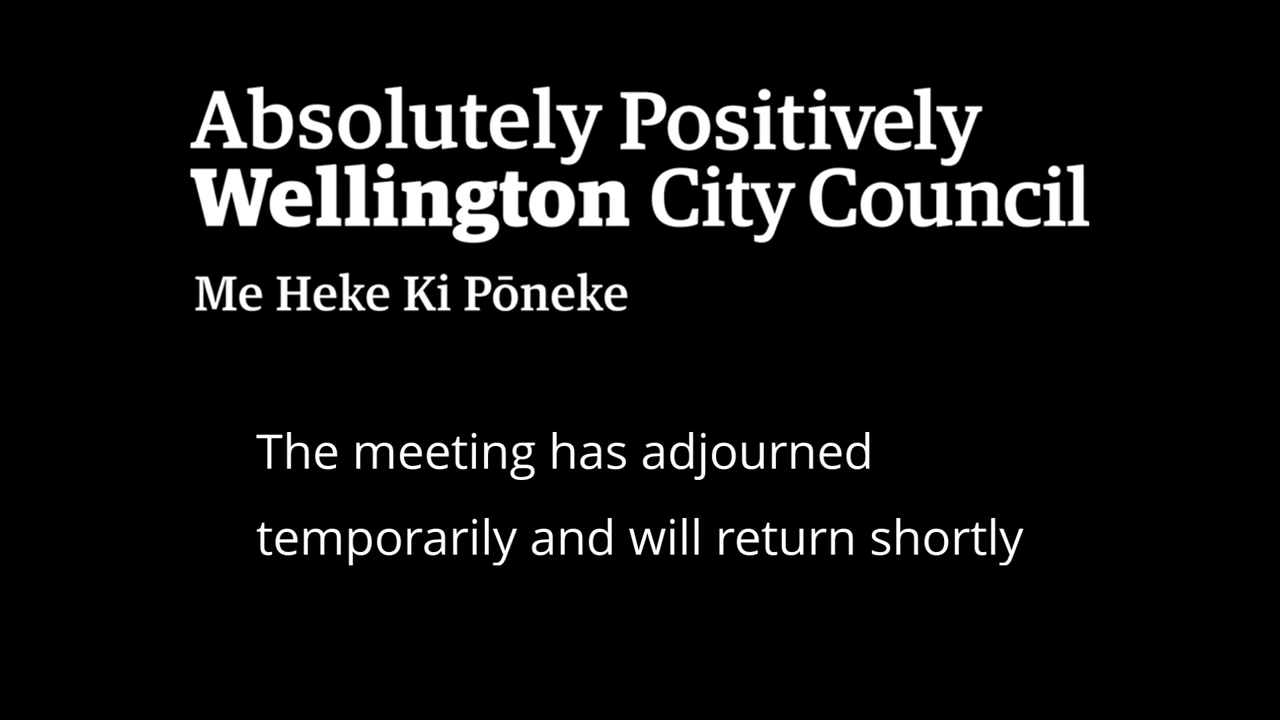 Absolutely Positively
Wellington City Council
Me Heke Ki Pōneke
The meeting has adjourned
temporarily and will return shortly